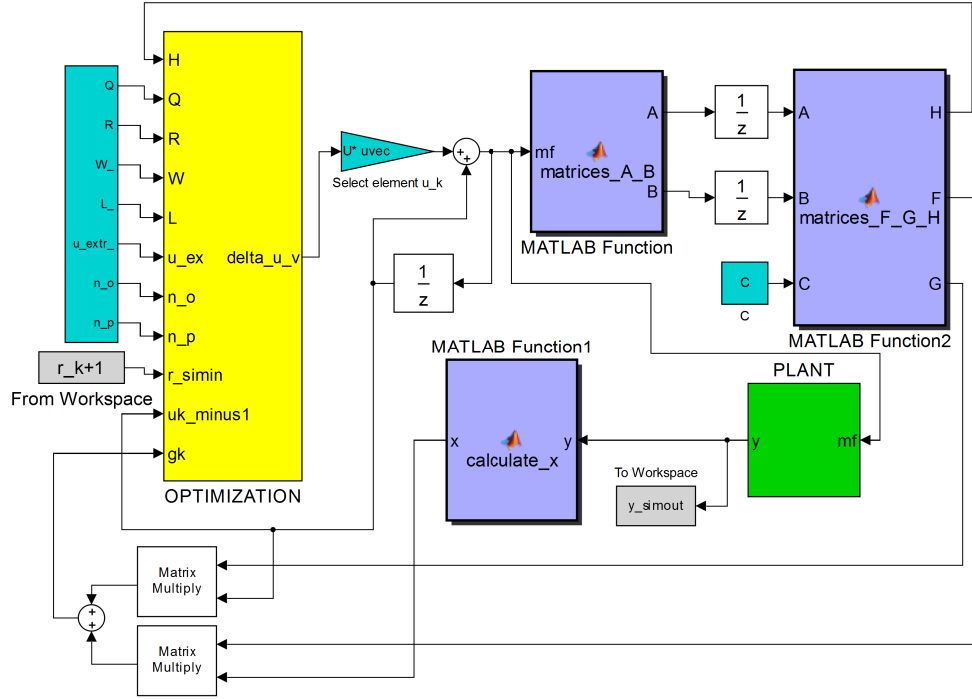 H
Q
R
W_
L_
u_extr_
n_o
n_p
Q
R
W
L
u_ex
n_o
n_p
r_simin
uk_minus1
gk
delta_u_v
OPTIMIZATION
r_k+1
From Workspace
U* uvec
Select element u_k
+
+
mf
A
matrices_A_B
B
MATLAB Function
1
z
1
z
1
z
A
B
C
H
F
G
matrices_F_G_H
MATLAB Function2
C
C
MATLAB Function1
x
y
calculate_x
PLANT
y
mf
To Workspace
y_simout
Matrix
Multiply
+
+
Matrix
Multiply